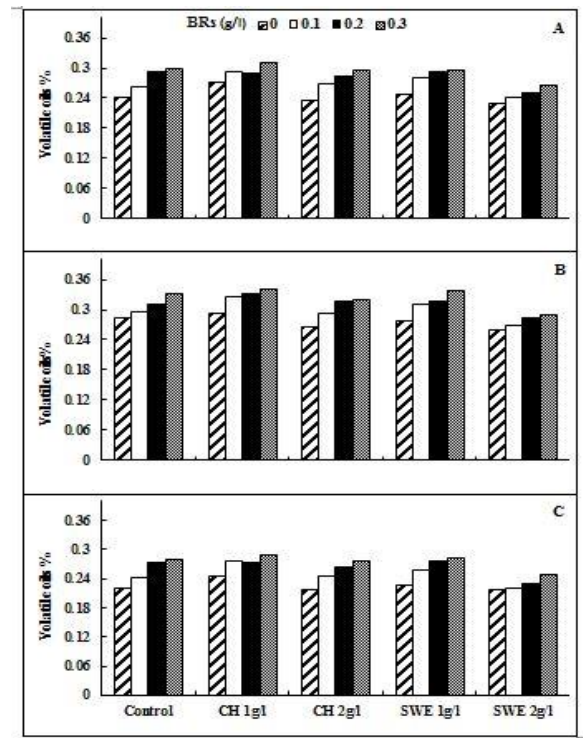 BRs (g/l) 0 0.1 0.2 0.3
A
Volatile oils %
0.36
0.3
0.24
0.18
0.12
0.06
0
B
Volatile oils%
0.36
0.3
0.24
0.18
0.12
0.06
0
C
Volatile oils %
0.36
0.3
0.24
0.18
0.12
0.06
0
Control CH 1g/l CH 2g/l SWE 1g/l SWE 2g/l